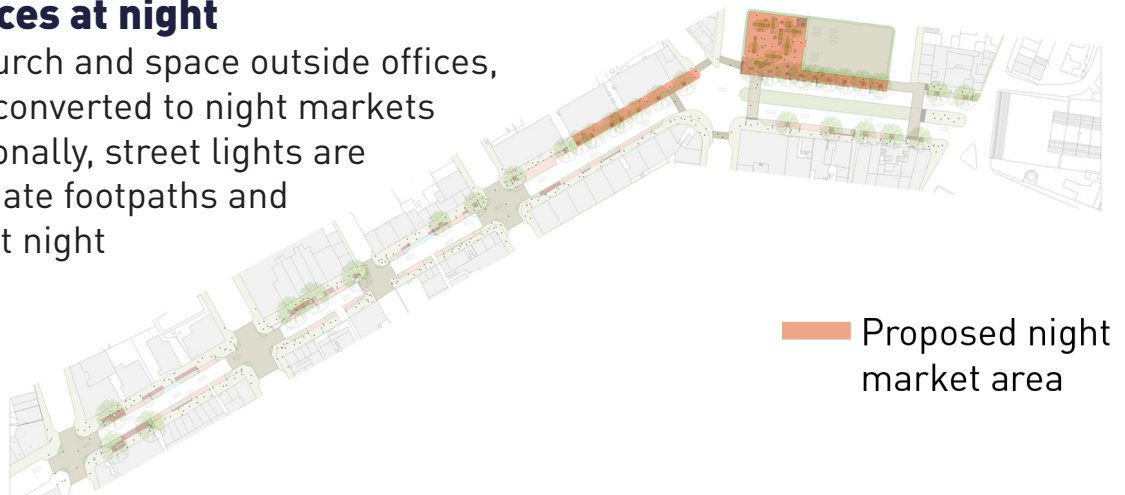 ces at night
urch and space outside offices,
converted to night markets
onally, street lights are
ate footpaths and
t night
Proposed night
market area